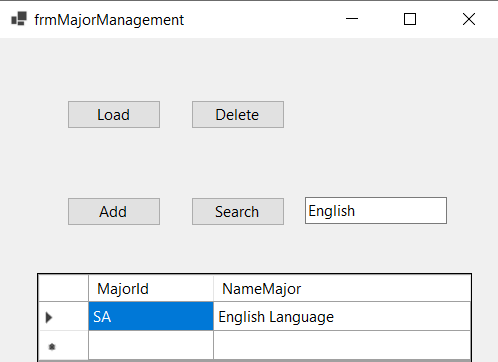 frmMajorManagement
Load Delete
Add Search English
MajorId NameMajor
SA English Language